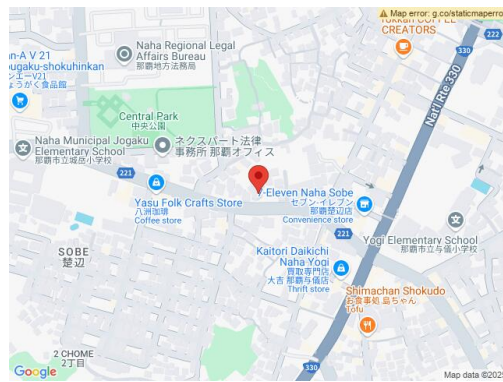 Map error: g.co/staticmaperro
CREATORS
222
330
Naha Regional Legal
Affairs Bureau
那覇地方法務局
an-A V 21
ougaku-shokuhinkan
ンエーV21
ょうがく食品館
Nat'l Rte 330
Central Park
中央公園
ネクスパート法律
事務所 那覇オフィス
Naha Municipal Jogaku
Elementary School
那覇市立城岳小学校
221
Yasu Folk Crafts Store
八洲珈琲
Coffee store
-Eleven Naha Sobe
セブン-イレブン
那覇楚辺店
Convenience store
221
Yogi Elementary School
那覇市立与儀小学校
SOBE
楚辺
Kaitori Daikichi
Naha Yogi
買取専門店
大吉 那覇与儀店
Thrift store
Shimachan Shokudo
お食事処 島ちゃん
Tofu
2 CHOME
2丁目
330
Google
Map data ©202